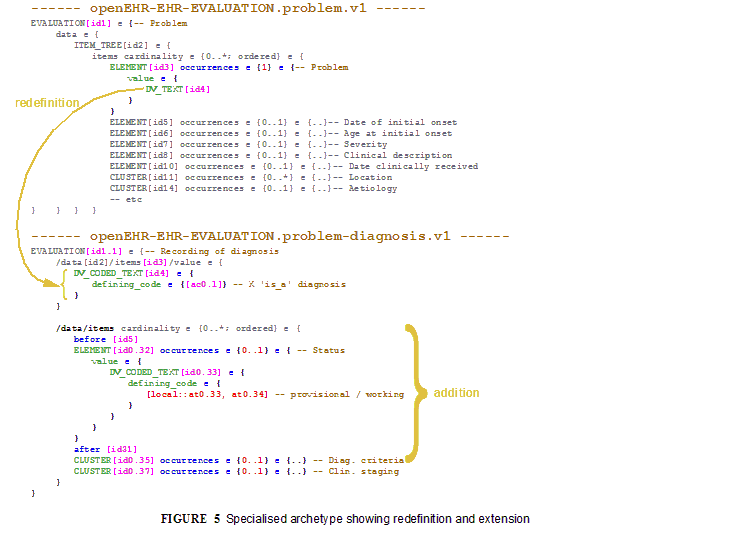 ------ openEHR-EHR-EVALUATION.problem.v1 ------
EVALUATION[id1] ∈ {-- Problem
data ∈ {
ITEM_TREE[id2] ∈ {
items cardinality ∈ {0..*; ordered} ∈ {
ELEMENT[id3] occurrences ∈ {1} ∈ {-- Problem
value ∈ {
DV_TEXT[id4]
}
redefinition
}
ELEMENT[id5] occurrences ∈ {0..1} ∈ {..}-- Date of initial onset
ELEMENT[id6] occurrences ∈ {0..1} ∈ {..}-- Age at initial onset
ELEMENT[id7] occurrences ∈ {0..1} ∈ {..}-- Severity
ELEMENT[id8] occurrences ∈ {0..1} ∈ {..}-- Clinical description
ELEMENT[id10] occurrences ∈ {0..1} ∈ {..}-- Date clinically received
CLUSTER[id11] occurrences ∈ {0..*} ∈ {..}-- Location
CLUSTER[id14] occurrences ∈ {0..1} ∈ {..}-- Aetiology
-- etc
} } } }
------ openEHR-EHR-EVALUATION.problem-diagnosis.v1 ------
EVALUATION[id1.1] ∈ {-- Recording of diagnosis
/data[id2]/items[id3]/value ∈ {
DV_CODED_TEXT[id4] ∈ {
defining_code ∈ {[ac0.1]} -- X 'is_a' diagnosis
}
}
/data/items cardinality ∈ {0..*; ordered} ∈ {
before [id5]
ELEMENT[id0.32] occurrences ∈ {0..1} ∈ { -- Status
value ∈ {
DV_CODED_TEXT[id0.33] ∈ {
defining_code ∈ {
[local::at0.33, at0.34] -- provisional / working
addition
}
}
}
}
after [id31]
CLUSTER[id0.35] occurrences ∈ {0..1} ∈ {..} -- Diag. criteria
CLUSTER[id0.37] occurrences ∈ {0..1} ∈ {..} -- Clin. staging
}
}
FIGURE 5 Specialised archetype showing redefinition and extension